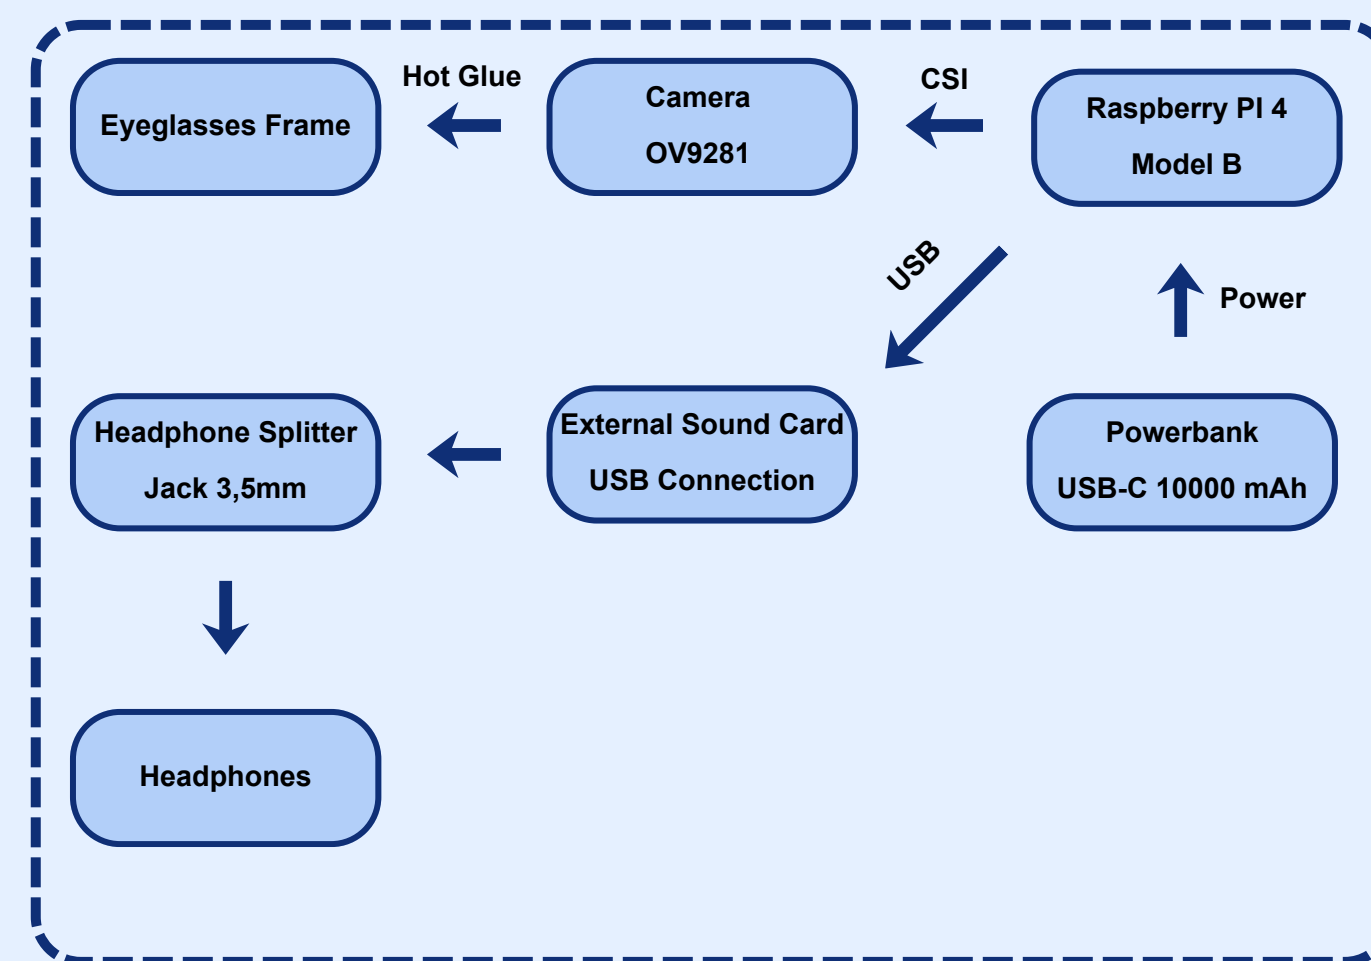 Eyeglasses Frame
Hot Glue
Camera
OV9281
CSI
Raspberry PI 4
Model B
USB
Power
Headphone Splitter
Jack 3,5mm
External Sound Card
USB Connection
Powerbank
USB-C 10000 mAh
Headphones